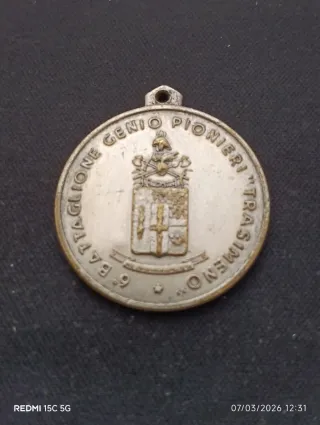 6° BATTAGLIONE GENIO PIONIERI "TRASIMENO"
REDMI 15C 5G
07/03/2026 12:31